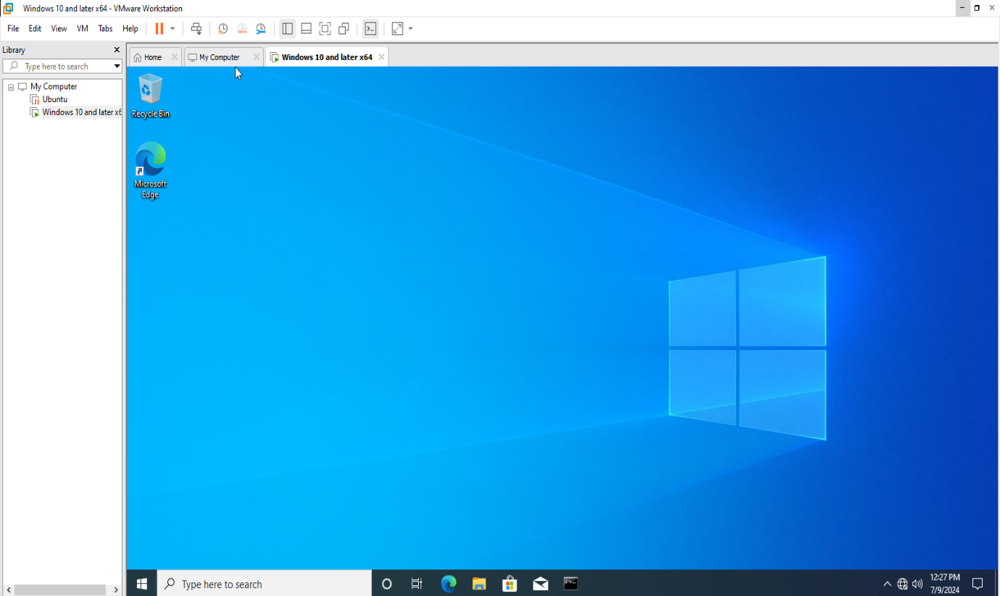 Windows 10 and later x64 - VMware Workstation
File Edit View VM Tabs Help
Library
Type here to search
My Computer
Ubuntu
Windows 10 and later x6
Home
My Computer
Windows 10 and later x64
Recycle Bin
Microsoft
Edge
Type here to search
12:27 PM
7/9/2024